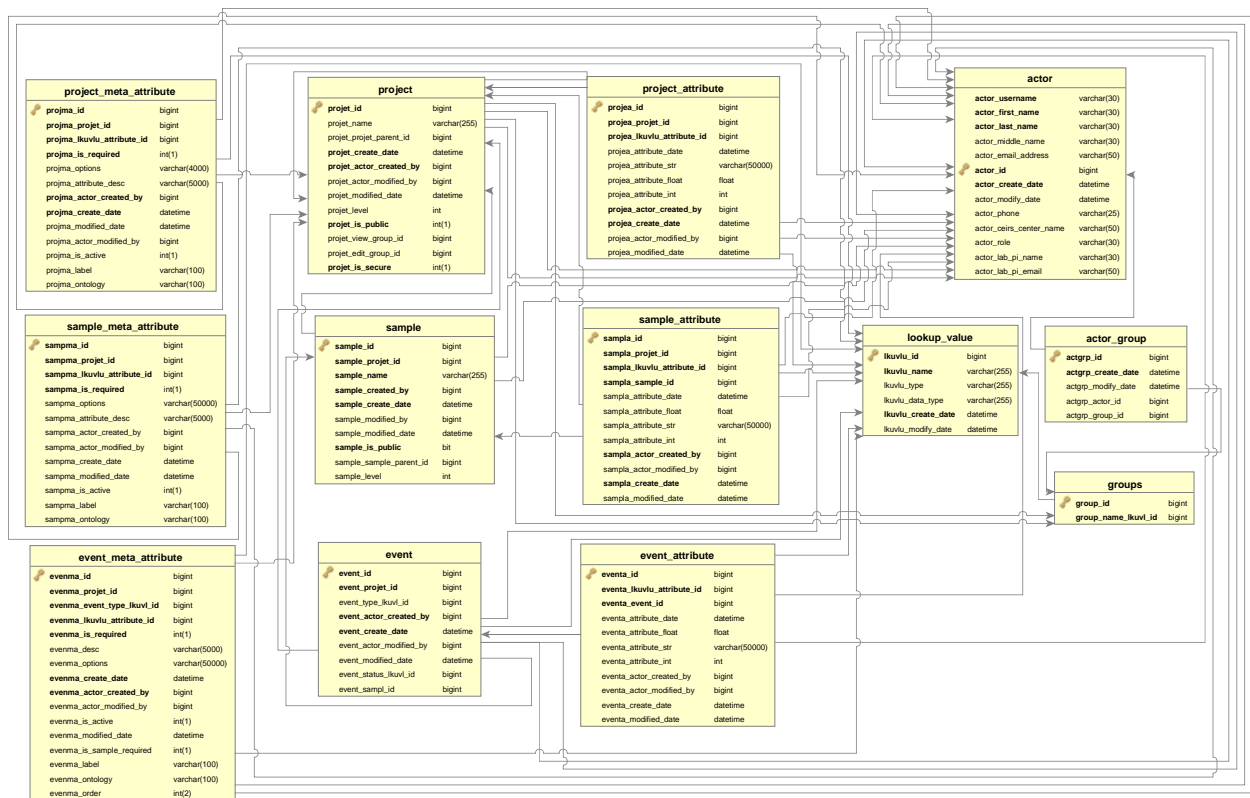 project_meta_attribute
projma_id bigint
projma_projet_id bigint
projma_lkuvlu_attribute_id bigint
projma_is_required int(1)
projma_options varchar(4000)
projma_attribute_desc varchar(5000)
projma_actor_created_by bigint
projma_create_date datetime
projma_modified_date datetime
projma_actor_modified_by bigint
projma_is_active int(1)
projma_label varchar(100)
projma_ontology varchar(100)
project
projet_id bigint
projet_name varchar(255)
projet_projet_parent_id bigint
projet_create_date datetime
projet_actor_created_by bigint
projet_actor_modified_by bigint
projet_modified_date datetime
projet_level int
projet_is_public int(1)
projet_view_group_id bigint
projet_edit_group_id bigint
projet_is_secure int(1)
project_attribute
projea_id bigint
projea_projet_id bigint
projea_lkuvlu_attribute_id bigint
projea_attribute_date datetime
projea_attribute_str varchar(50000)
projea_attribute_float float
projea_attribute_int int
projea_actor_created_by bigint
projea_create_date datetime
projea_actor_modified_by bigint
projea_modified_date datetime
actor
actor_username varchar(30)
actor_first_name varchar(30)
actor_last_name varchar(30)
actor_middle_name varchar(30)
actor_email_address varchar(50)
actor_id bigint
actor_create_date datetime
actor_modify_date datetime
actor_phone varchar(25)
actor_ceirs_center_name varchar(50)
actor_role varchar(30)
actor_lab_pi_name varchar(30)
actor_lab_pi_email varchar(50)
sample_meta_attribute
sampma_id bigint
sampma_projet_id bigint
sampma_lkuvlu_attribute_id bigint
sampma_is_required int(1)
sampma_options varchar(50000)
sampma_attribute_desc varchar(5000)
sampma_actor_created_by bigint
sampma_actor_modified_by bigint
sampma_create_date datetime
sampma_modified_date datetime
sampma_is_active int(1)
sampma_label varchar(100)
sampma_ontology varchar(100)
sample
sample_id bigint
sample_projet_id bigint
sample_name varchar(255)
sample_created_by bigint
sample_create_date datetime
sample_modified_by bigint
sample_modified_date datetime
sample_is_public bit
sample_sample_parent_id bigint
sample_level int
sample_attribute
sampla_id bigint
sampla_projet_id bigint
sampla_lkuvlu_attribute_id bigint
sampla_sample_id bigint
sampla_attribute_date datetime
sampla_attribute_float float
sampla_attribute_str varchar(50000)
sampla_attribute_int int
sampla_actor_created_by bigint
sampla_actor_modified_by bigint
sampla_create_date datetime
sampla_modified_date datetime
lookup_value
lkuvlu_id bigint
lkuvlu_name varchar(255)
lkuvlu_type varchar(255)
lkuvlu_data_type varchar(255)
lkuvlu_create_date datetime
lkuvlu_modify_date datetime
actor_group
actgrp_id bigint
actgrp_create_date datetime
actgrp_modify_date datetime
actgrp_actor_id bigint
actgrp_group_id bigint
groups
group_id bigint
group_name_lkuvl_id bigint
event_meta_attribute
evenma_id bigint
evenma_projet_id bigint
evenma_event_type_lkuvl_id bigint
evenma_lkuvlu_attribute_id bigint
evenma_is_required int(1)
evenma_desc varchar(5000)
evenma_options varchar(50000)
evenma_create_date datetime
evenma_actor_created_by bigint
evenma_actor_modified_by bigint
evenma_is_active int(1)
evenma_modified_date datetime
evenma_is_sample_required int(1)
evenma_label varchar(100)
evenma_ontology varchar(100)
evenma_order int(2)
event
event_id bigint
event_projet_id bigint
event_type_lkuvl_id bigint
event_actor_created_by bigint
event_create_date datetime
event_actor_modified_by bigint
event_modified_date datetime
event_status_lkuvl_id bigint
event_sampl_id bigint
event_attribute
eventa_id bigint
eventa_lkuvlu_attribute_id bigint
eventa_event_id bigint
eventa_attribute_date datetime
eventa_attribute_float float
eventa_attribute_str varchar(50000)
eventa_attribute_int int
eventa_actor_created_by bigint
eventa_actor_modified_by bigint
eventa_create_date datetime
eventa_modified_date datetime